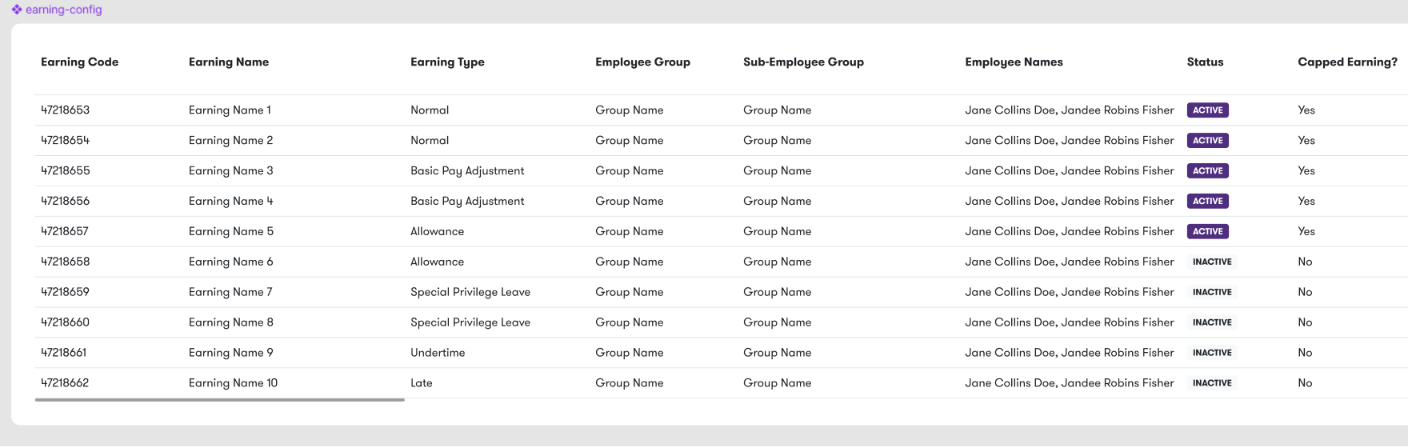 earning-config
Earning Code Earning Name Earning Type Employee Group Sub-Employee Group Employee Names Status Capped Earning?
47218653 Earning Name 1 Normal Group Name Group Name Jane Collins Doe, Jandee Robins Fisher ACTIVE Yes
47218654 Earning Name 2 Normal Group Name Group Name Jane Collins Doe, Jandee Robins Fisher ACTIVE Yes
47218655 Earning Name 3 Basic Pay Adjustment Group Name Group Name Jane Collins Doe, Jandee Robins Fisher ACTIVE Yes
47218656 Earning Name 4 Basic Pay Adjustment Group Name Group Name Jane Collins Doe, Jandee Robins Fisher ACTIVE Yes
47218657 Earning Name 5 Allowance Group Name Group Name Jane Collins Doe, Jandee Robins Fisher ACTIVE Yes
47218658 Earning Name 6 Allowance Group Name Group Name Jane Collins Doe, Jandee Robins Fisher INACTIVE No
47218659 Earning Name 7 Special Privilege Leave Group Name Group Name Jane Collins Doe, Jandee Robins Fisher INACTIVE No
47218660 Earning Name 8 Special Privilege Leave Group Name Group Name Jane Collins Doe, Jandee Robins Fisher INACTIVE No
47218661 Earning Name 9 Undertime Group Name Group Name Jane Collins Doe, Jandee Robins Fisher INACTIVE No
47218662 Earning Name 10 Late Group Name Group Name Jane Collins Doe, Jandee Robins Fisher INACTIVE No